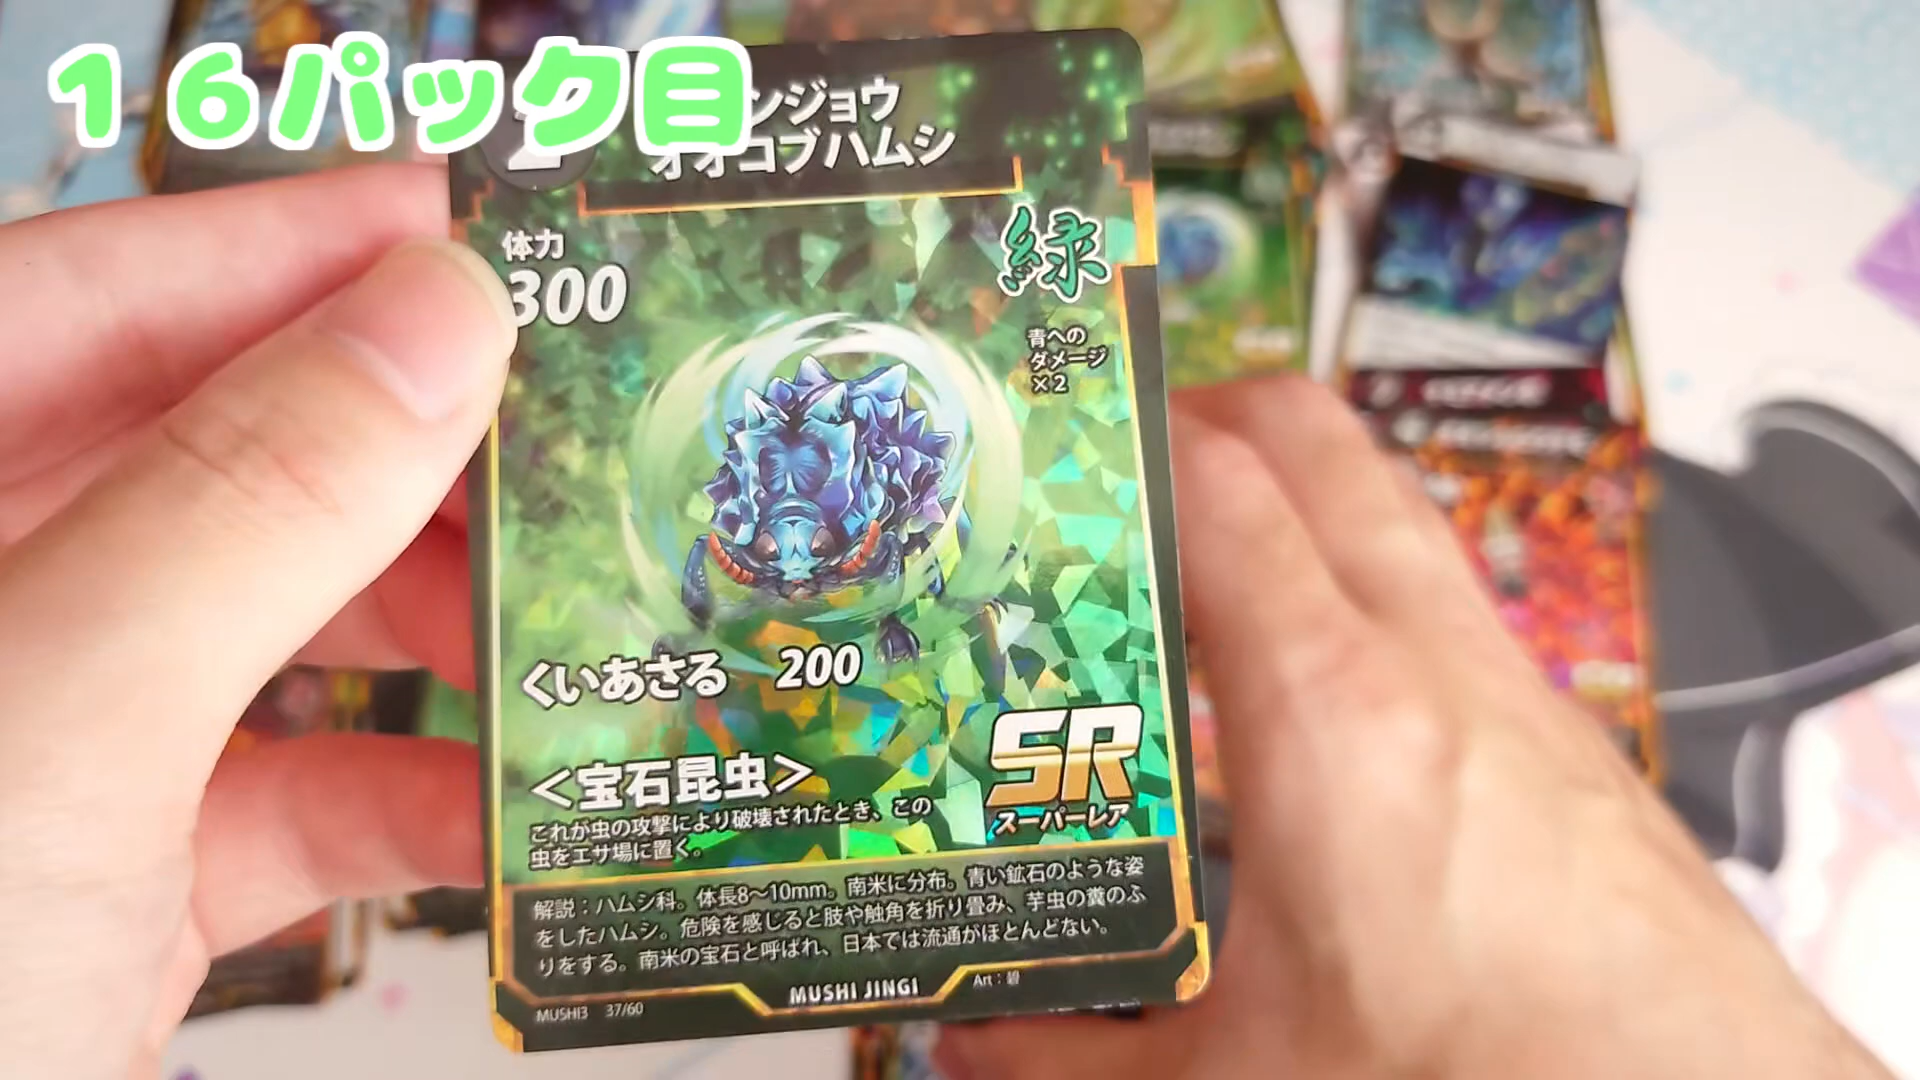 １６パック目
2
ンジョウ
オオコブハムシ
体力
300
緑
青への
ダメージ
×2
くいあさる 200
＜宝石昆虫＞
これが虫の攻撃により破壊されたとき、この
虫をエサ場に置く。
SR
スーパーレア
解説：ハムシ科。体長8～10mm。南米に分布。青い鉱石のような姿
をしたハムシ。危険を感じると肢や触角を折り畳み、芋虫の糞のふ
りをする。南米の宝石と呼ばれ、日本では流通がほとんどない。
MUSHI JINGI
Art：碧
MUSHI3 37/60